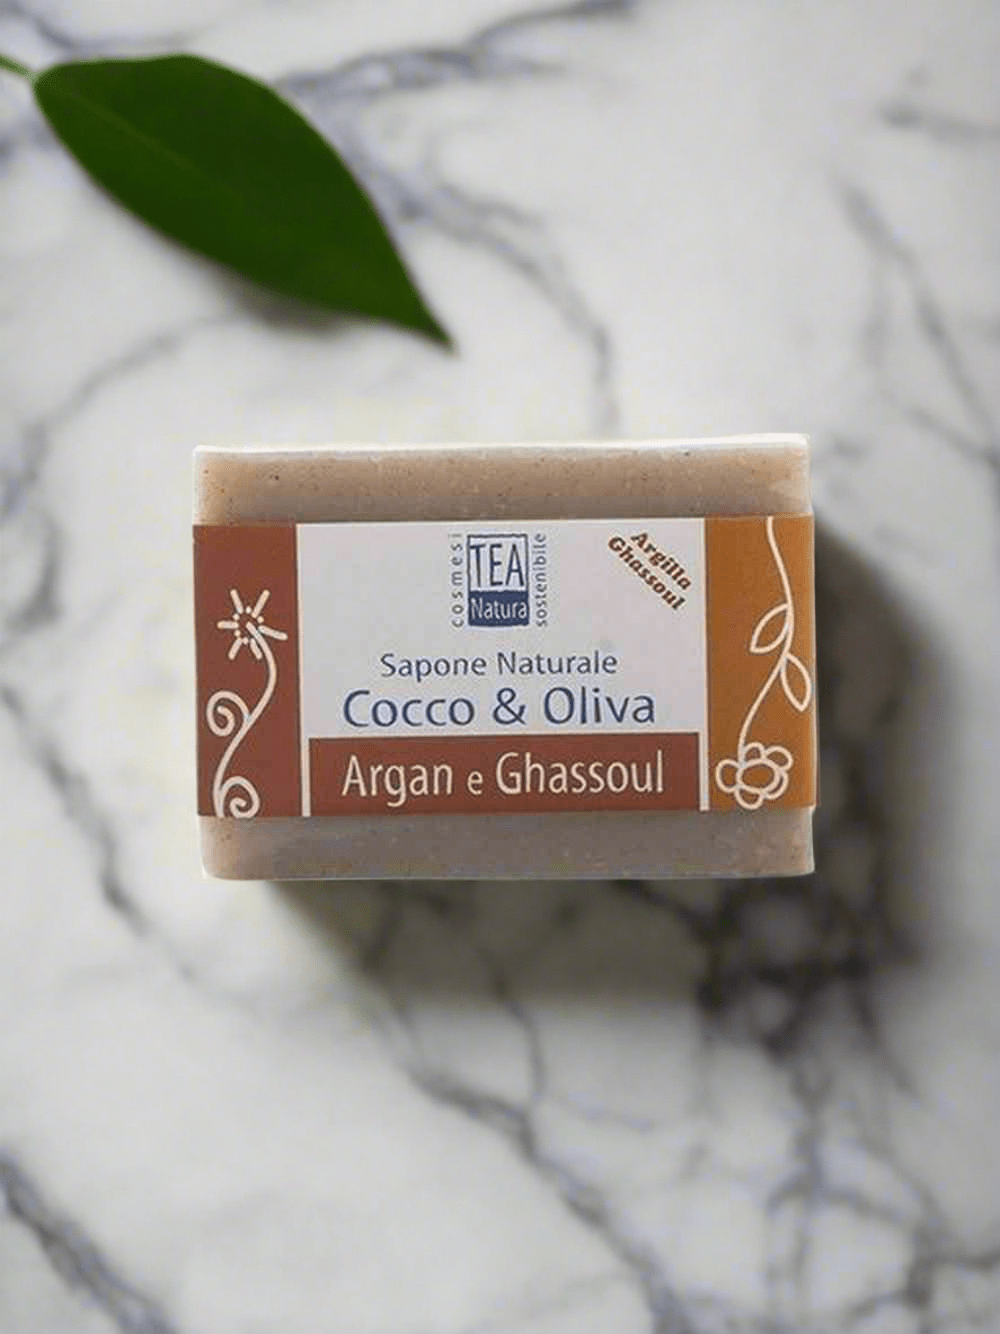 cosmesi
TEA
Natura
sostenibile
Argilla
Ghassoul
Sapone Naturale
Cocco & Oliva
Argan e Ghassoul